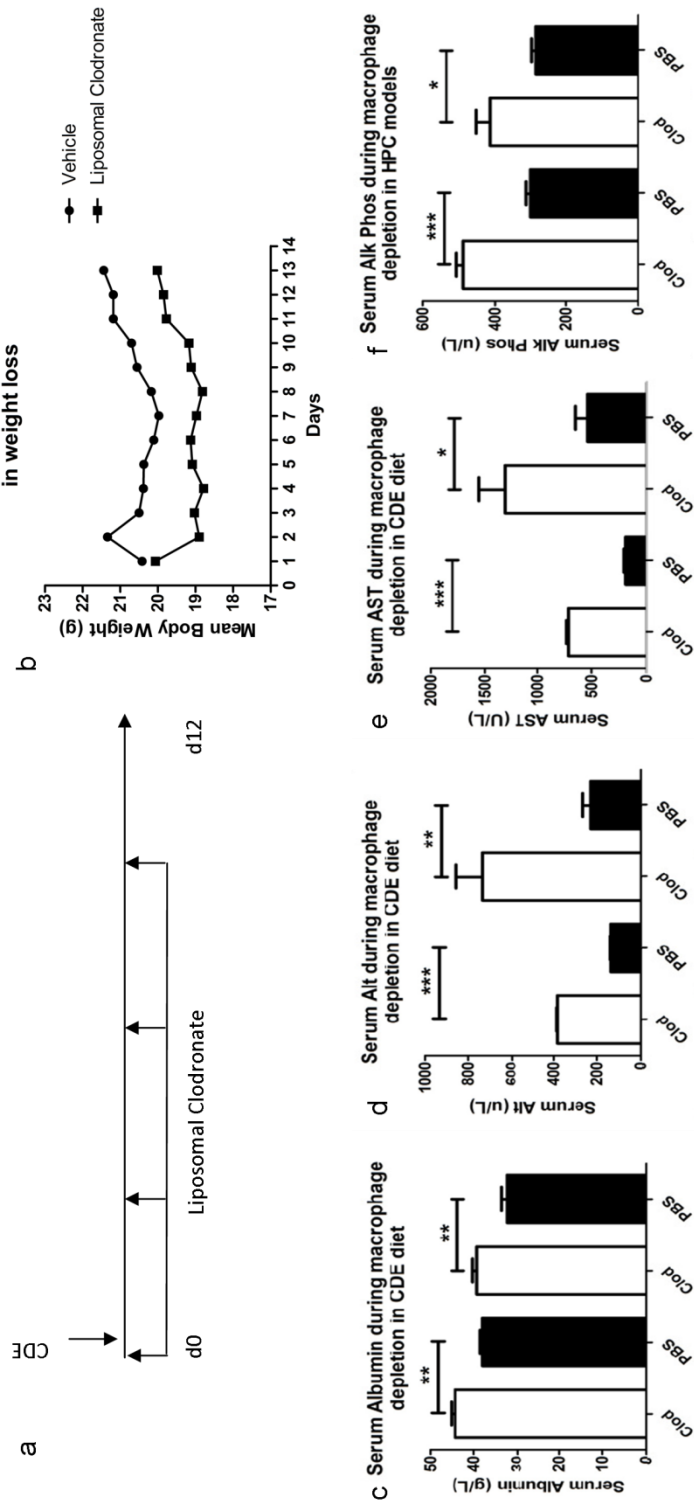 a
CDE
d0
Liposomal Clodronate
d12
b
in weight loss
Mean Body Weight (g)
23
22
21
20
19
18
17
0 1 2 3 4 5 6 7 8 9 10 11 12 13 14
Days
Vehicle
Liposomal Clodronate
c
Serum Albumin during macrophage
depletion in CDE diet
Serum Albumin (g/L)
50
40
30
20
10
0
** **
Clod PBS Clod PBS
d
Serum Alt during macrophage
depletion in CDE diet
Serum Alt (u/L)
1000
800
600
400
200
0
*** **
Clod PBS Clod PBS
e
Serum AST during macrophage
depletion in CDE diet
Serum AST (U/L)
2000
1500
1000
500
0
*** *
Clod PBS Clod PBS
f
Serum Alk Phos during macrophage
depletion in HPC models
Serum Alk Phos (u/L)
600
400
200
0
*** *
Clod PBS Clod PBS